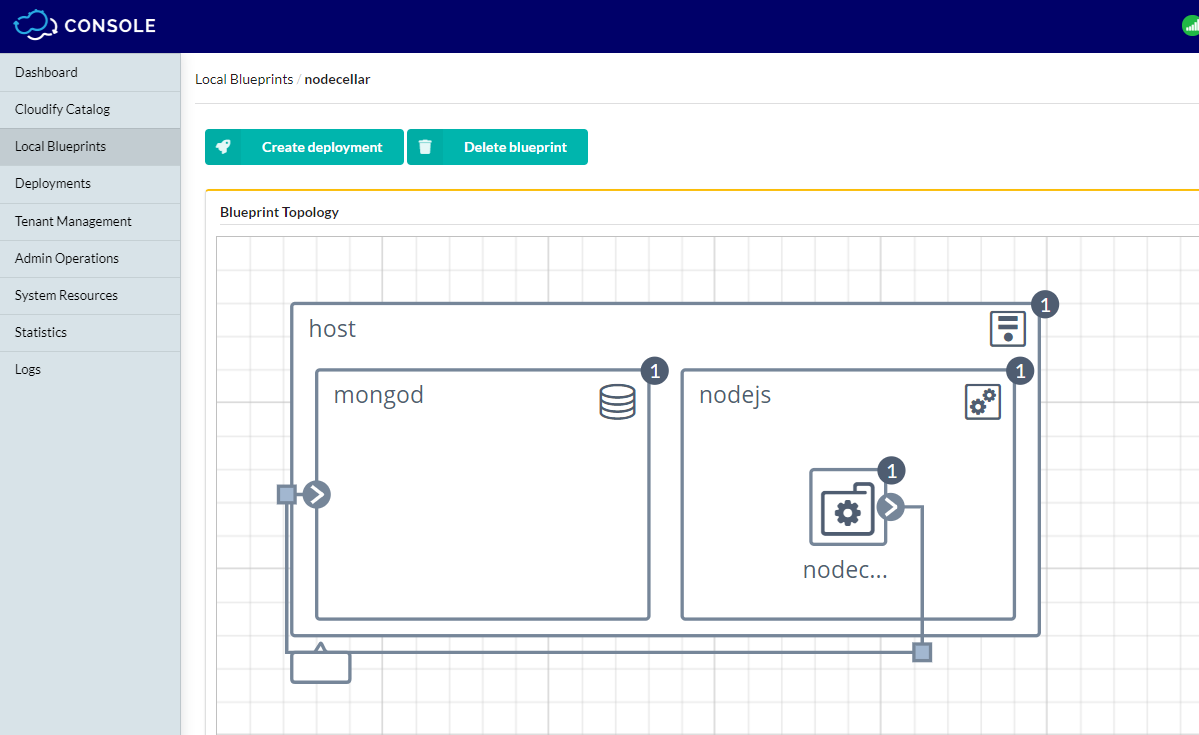 CONSOLE
Dashboard
Cloudify Catalog
Local Blueprints
Deployments
Tenant Management
Admin Operations
System Resources
Statistics
Logs
Local Blueprints / nodecellar
Create deployment
Delete blueprint
Blueprint Topology
1
host
1
mongod
1
nodejs
1
nodec...